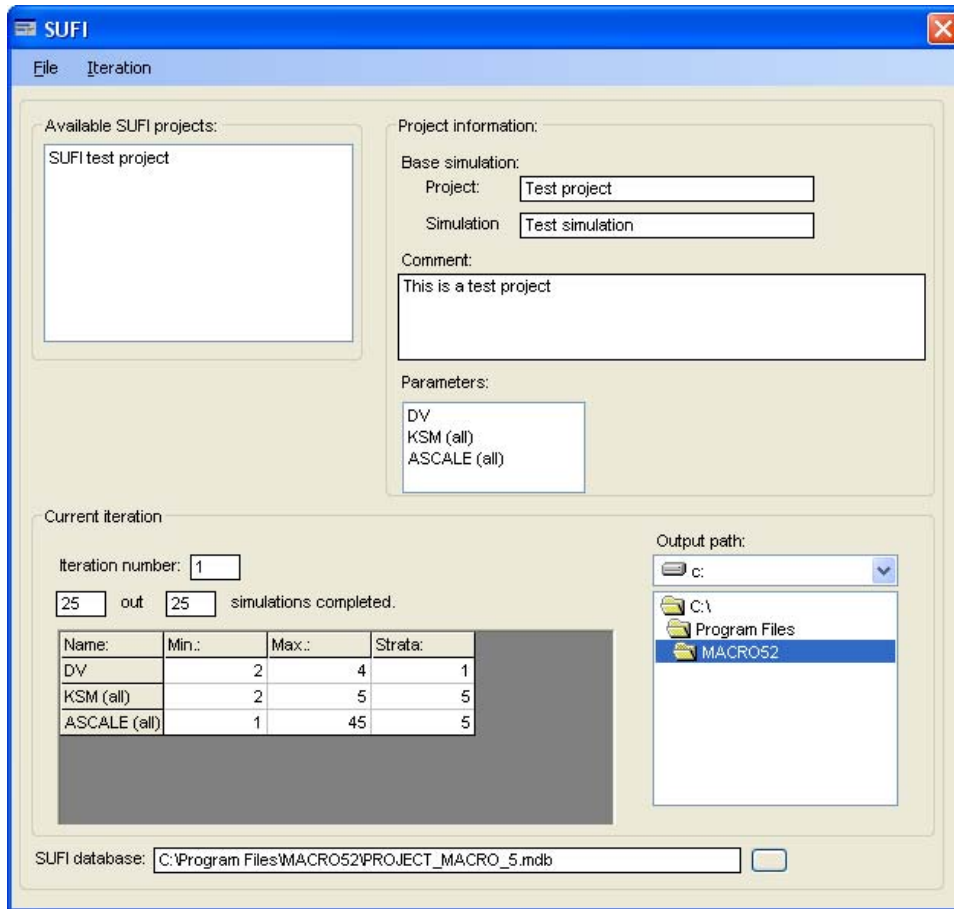 SUFI
File Iteration
Available SUFI projects:
SUFI test project
Project information:
Base simulation:
Project: Test project
Simulation Test simulation
Comment:
This is a test project
Parameters:
DV
KSM (all)
ASCALE (all)
Current iteration
Iteration number: 1
25 out 25 simulations completed.
Name: Min.: Max.: Strata:
DV 2 4 1
KSM (all) 2 5 5
ASCALE (all) 1 45 5
Output path:
c:
C:\
Program Files
MACRO52
SUFI database: C:\Program Files\MACRO52\PROJECT_MACRO_5.mdb